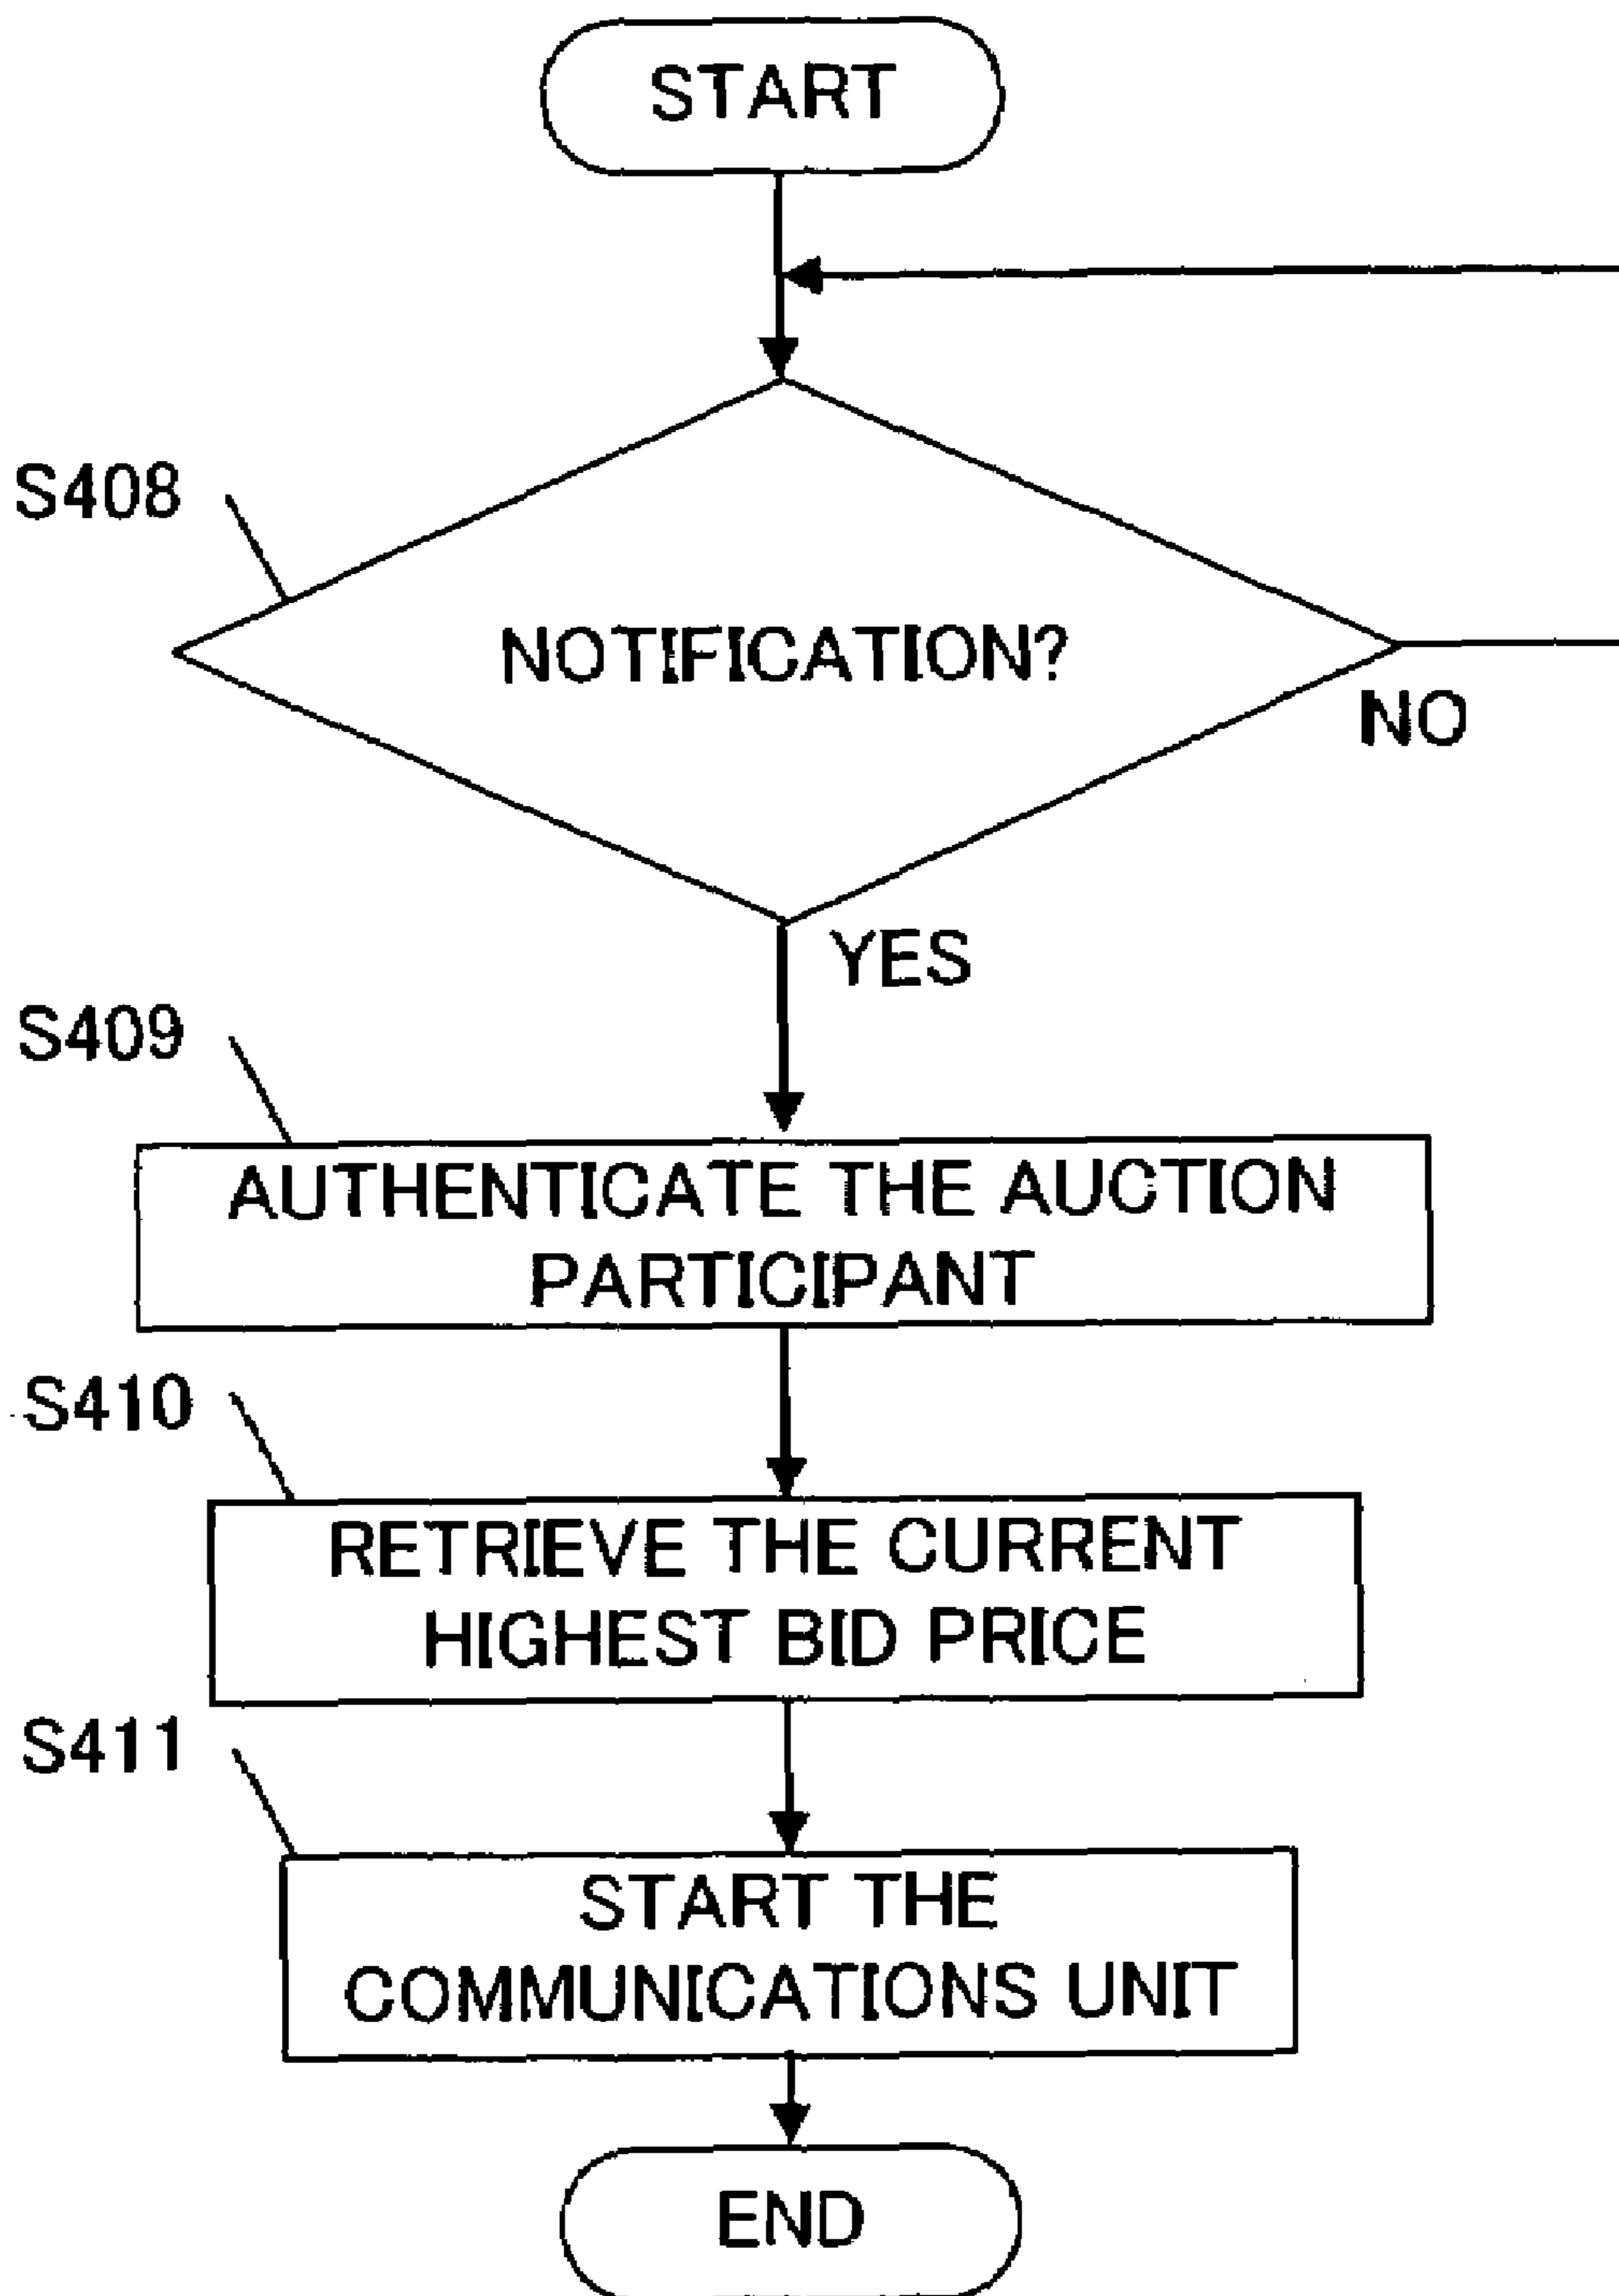 START
S408
NOTIFICATION?
NO
YES
S409
AUTHENTICATE THE AUCTION
PARTICIPANT
S410
RETRIEVE THE CURRENT
HIGHEST BID PRICE
S411
START THE
COMMUNICATIONS UNIT
END